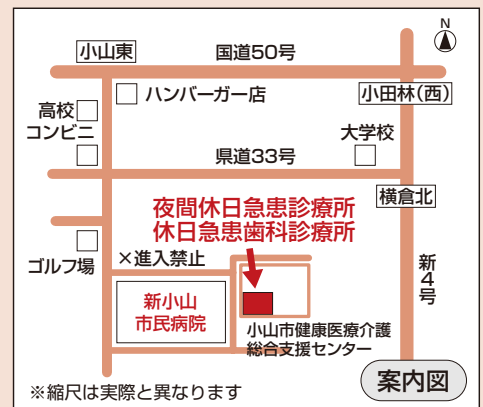 N
小山東
国道50号
ハンバーガー店
小田林(西)
高校
コンビニ
大学校
県道33号
横倉北
夜間休日急患診療所
休日急患歯科診療所
ゴルフ場
×進入禁止
新4号
新小山
市民病院
小山市健康医療介護
総合支援センター
案内図
※縮尺は実際と異なります